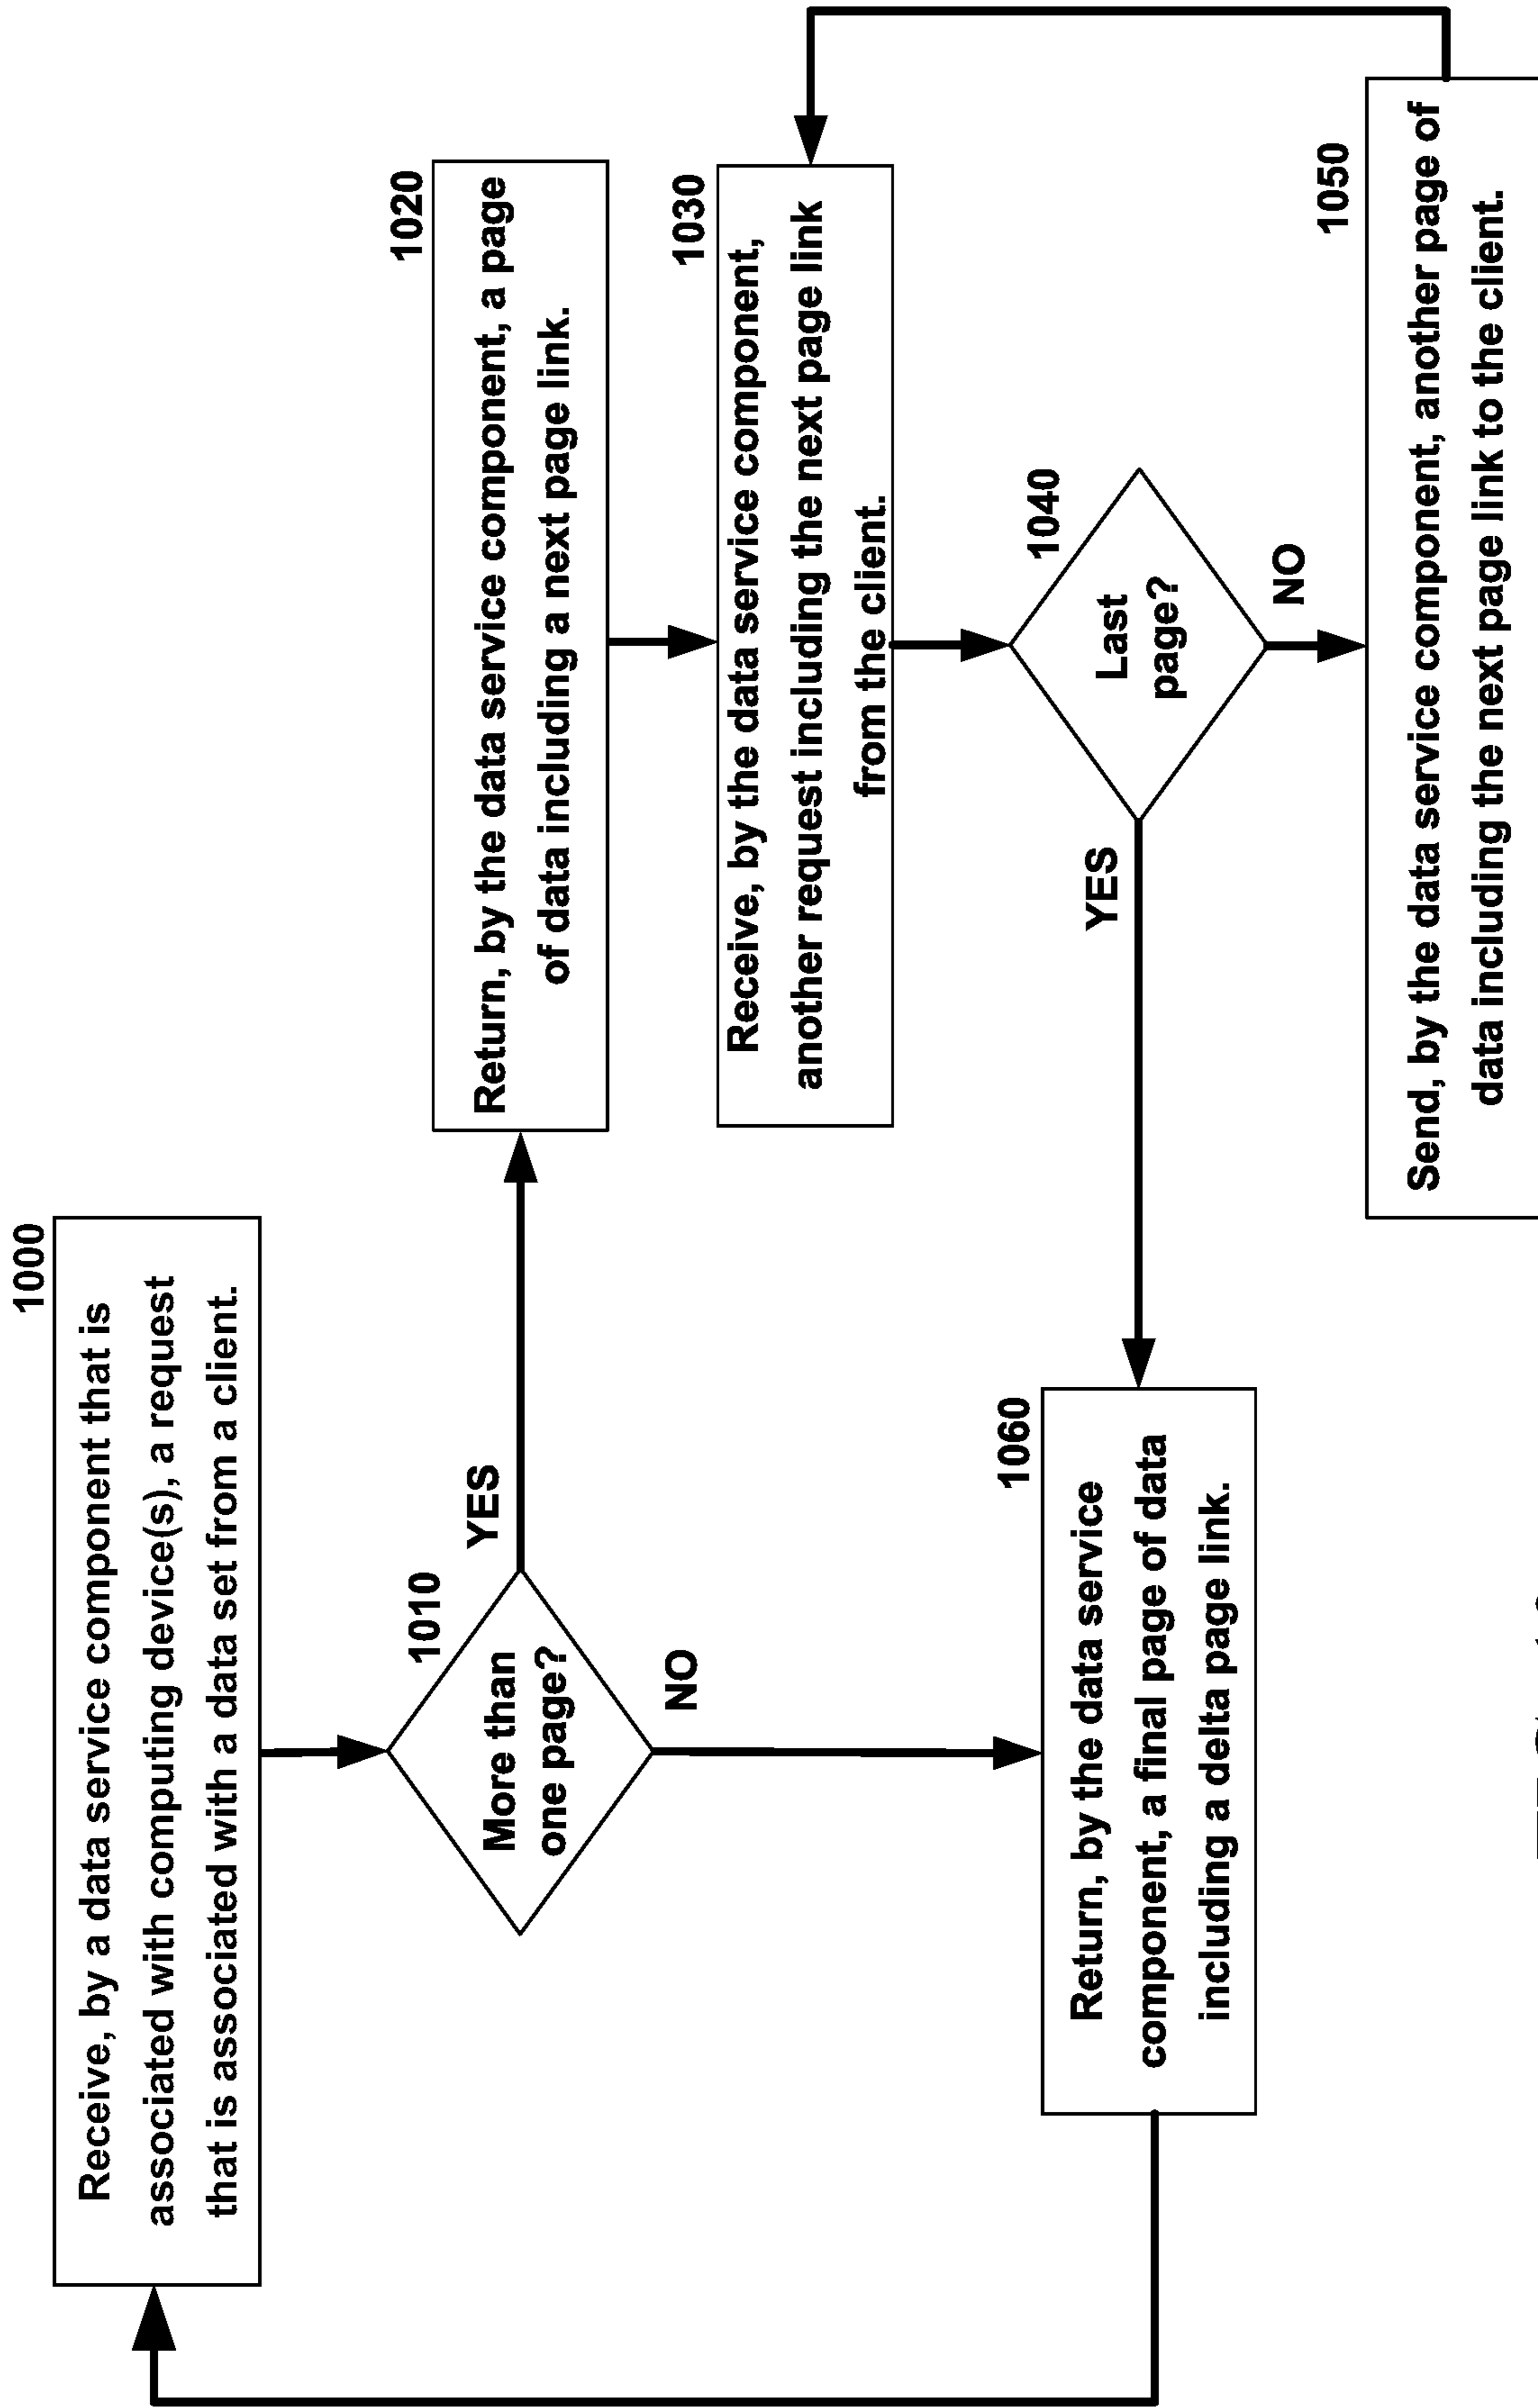 1000
Receive, by a data service component that is
associated with computing device(s), a request
that is associated with a data set from a client.
1010
More than
one page?
YES
NO
1020
Return, by the data service component, a page
of data including a next page link.
1030
Receive, by the data service component,
another request including the next page link
from the client.
1040
Last
page?
YES
NO
1050
Send, by the data service component, another page of
data including the next page link to the client.
1060
Return, by the data service
component, a final page of data
including a delta page link.